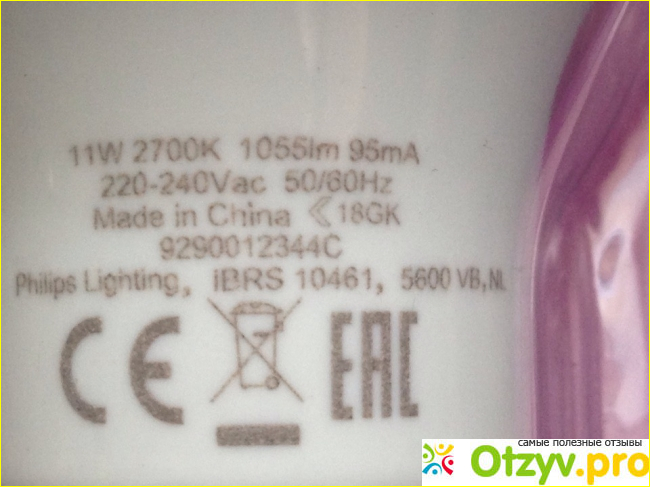 11W 2700K 1055lm 95mA
220-240Vac 50/60Hz
Made in China 18GK
9290012344C
Philips Lighting, iBRS 10461, 5600 VB, NL
CE EAC
самые полезные отзывы
Otzyv.pro